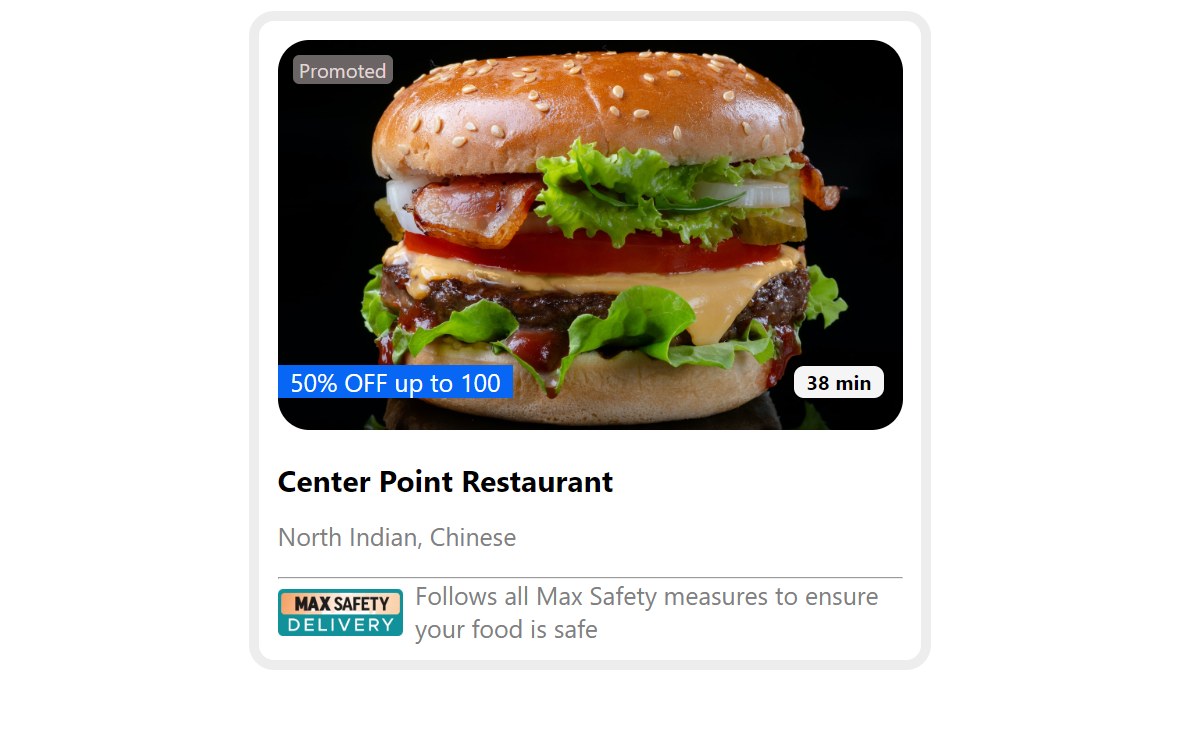 Promoted
50% OFF up to 100
38 min
Center Point Restaurant
North Indian, Chinese
MAX SAFETY
DELIVERY
Follows all Max Safety measures to ensure
your food is safe